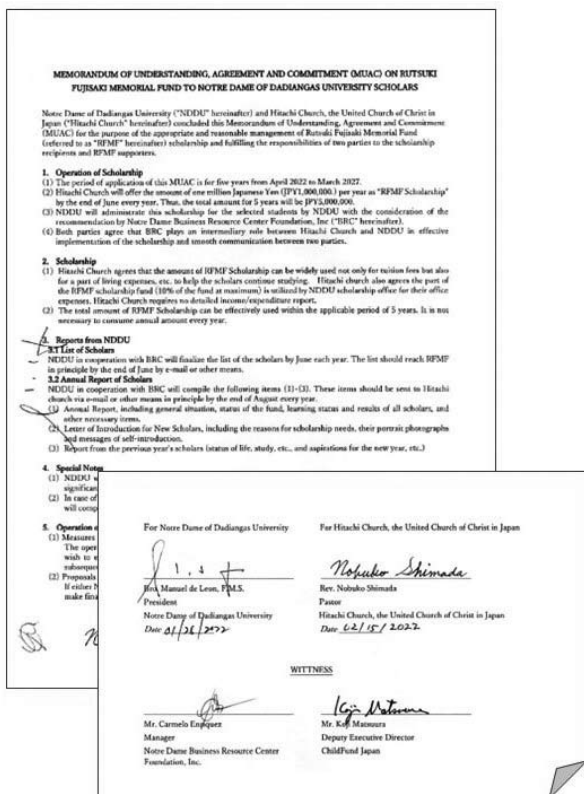 MEMORANDUM OF UNDERSTANDING, AGREEMENT AND COMMITMENT (MUAC) ON RUTSUKI
FUJISAKI MEMORIAL FUND TO NOTRE DAME OF DADIANGAS UNIVERSITY SCHOLARS
Notre Dame of Dadiangas University ("NDDU" hereinafter) and Hitachi Church, the United Church of Christ in
Japan ("Hitachi Church" hereinafter) concluded this Memorandum of Understanding, Agreement and Commitment
(MUAC) for the purpose of the appropriate and reasonable management of Rutsuki Fujisaki Memorial Fund
(referred to as "RFMF" hereinafter) scholarship and fulfilling the responsibilities of two parties to the scholarship
recipients and RFMF supporters.
1. Operation of Scholarship
(1) The period of application of this MUAC is for five years from April 2022 to March 2027.
(2) Hitachi Church will offer the amount of one million Japanese Yen (JPY1,000,000.) per year as "RFMF Scholarship"
by the end of June every year. Thus, the total amount for 5 years will be JPY5,000,000.
(3) NDDU will administrate this scholarship for the selected students by NDDU with the consideration of the
recommendation by Notre Dame Business Resource Center Foundation, Inc ("BRC" hereinafter).
(4) Both parties agree that BRC plays an intermediary role between Hitachi Church and NDDU in effective
implementation of the scholarship and smooth communication between two parties.
2. Scholarship
(1) Hitachi Church agrees that the amount of RFMF Scholarship can be widely used not only for tuition fees but also
for a part of living expenses, etc. to help the scholars continue studying. Hitachi church also agrees the part of
the RFMF scholarship fund (10% of the fund at maximum) is utilized by NDDU scholarship office for their office
expenses. Hitachi Church requires no detailed income/expenditure report.
(2) The total amount of RFMF Scholarship can be effectively used within the applicable period of 5 years. It is not
necessary to consume annual amount every year.
3. Reports from NDDU
3.1 List of Scholars
NDDU in cooperation with BRC will finalize the list of the scholars by June each year. The list should reach RFMF
in principle by the end of June by e-mail or other means.
3.2 Annual Report of Scholars
NDDU in cooperation with BRC will compile the following items (1)-(3). These items should be sent to Hitachi
church via e-mail or other means in principle by the end of August every year.
(1) Annual Report, including general situation, status of the fund, learning status and results of all scholars, and
other necessary items.
(2) Letter of Introduction for New Scholars, including the reasons for scholarship needs, their portrait photographs
and messages of self-introduction.
(3) Report from the previous year's scholars (status of life, study, etc., and aspirations for the new year, etc.)
4. Special Notes
(1) NDDU
significan
(2) In case of
will comp
5. Operation
(1) Measures
The oper
wish to
subseque
(2) Proposals
If either
make fina
For Notre Dame of Dadiangas University
For Hitachi Church, the United Church of Christ in Japan
Nobuko Shimada
Bro. Manuel de Leon, F.M.S.
Rev. Nobuko Shimada
President
Pastor
Notre Dame of Dadiangas University
Hitachi Church, the United Church of Christ in Japan
Date 01/26/2022
Date 02/15/2022
WITTNESS
Koji Matsuura
Mr. Carmelo Enriquez
Mr. Koji Matsuura
Manager
Deputy Executive Director
Notre Dame Business Resource Center
ChildFund Japan
Foundation, Inc.